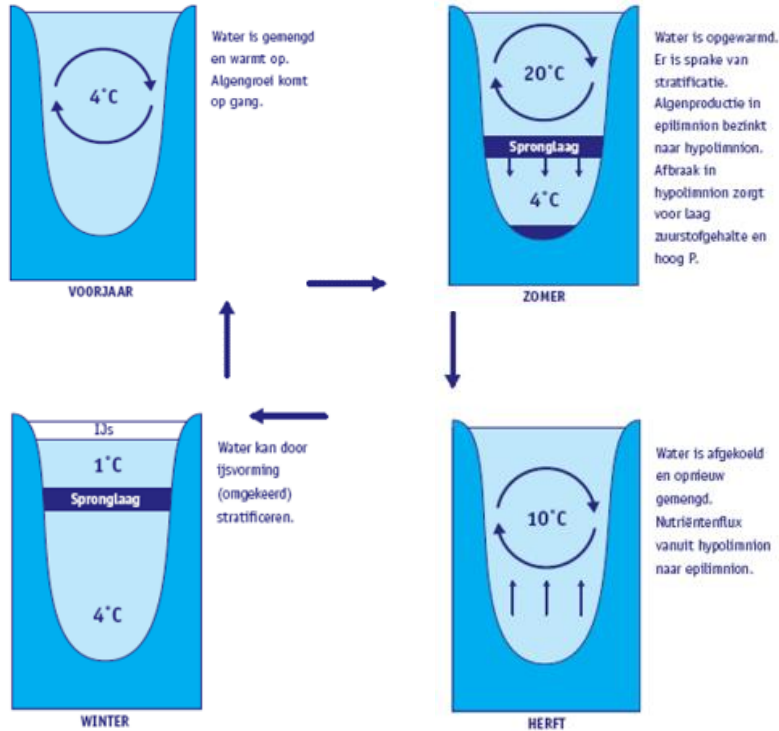 Water is gemengd
en warmt op.
Algengroei komt
op gang.
4°C
VOORJAAR
Water is opgewarmd.
Er is sprake van
stratificatie.
Algenproductie in
epilimnion bezinkt
naar hypolimnion.
Afbraak in
hypolimnion zorgt
voor laag
zuurstofgehalte en
hoog P.
20°C
Spronglaag
4°C
ZOMER
IJs
1°C
Spronglaag
4°C
WINTER
Water kan door
ijsvorming
(omgekeerd)
stratificeren.
10°C
HERFT
Water is afgekoeld
en opnieuw
gemengd.
Nutriëntenflux
vanuit hypolimnion
naar epilimnion.